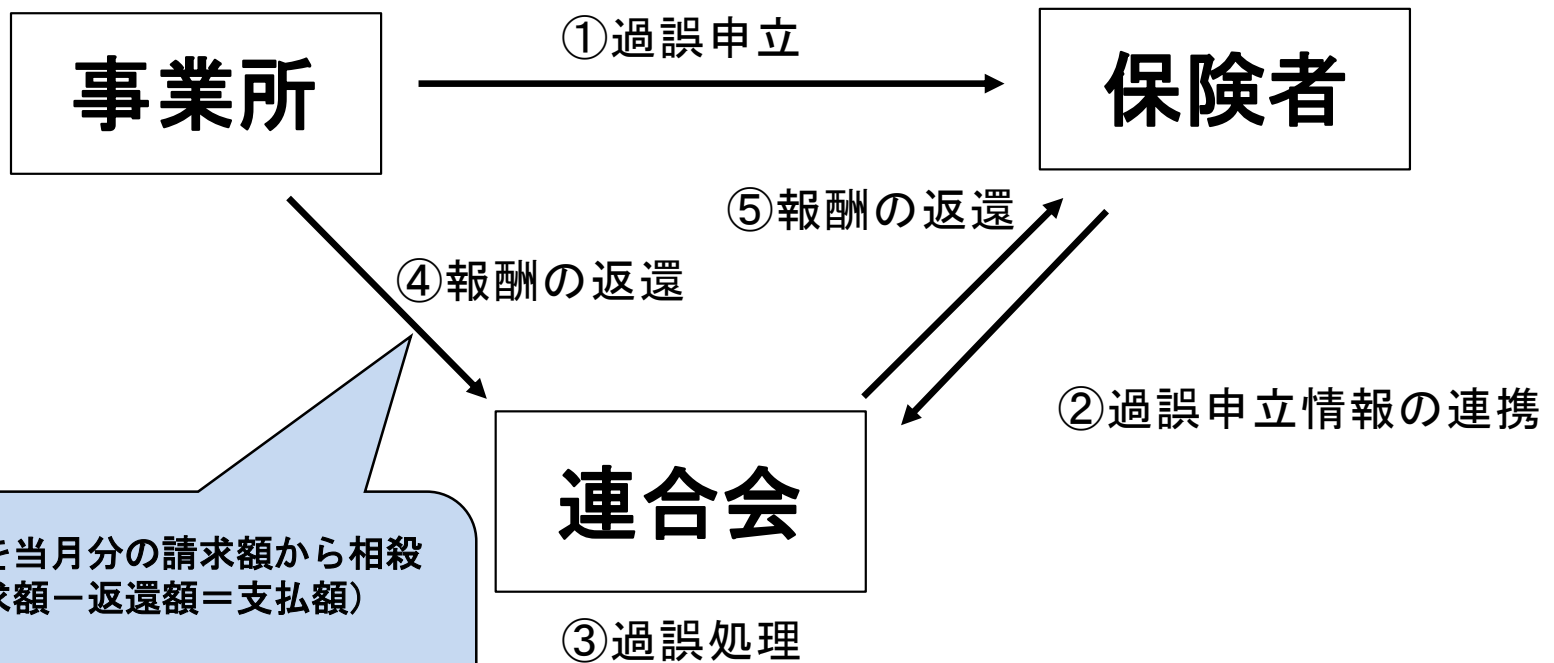 ①過誤申立
事業所
保険者
⑤報酬の返還
④報酬の返還
②過誤申立情報の連携
連合会
当月分の請求額から相殺
額－返還額＝支払額）
③過誤処理